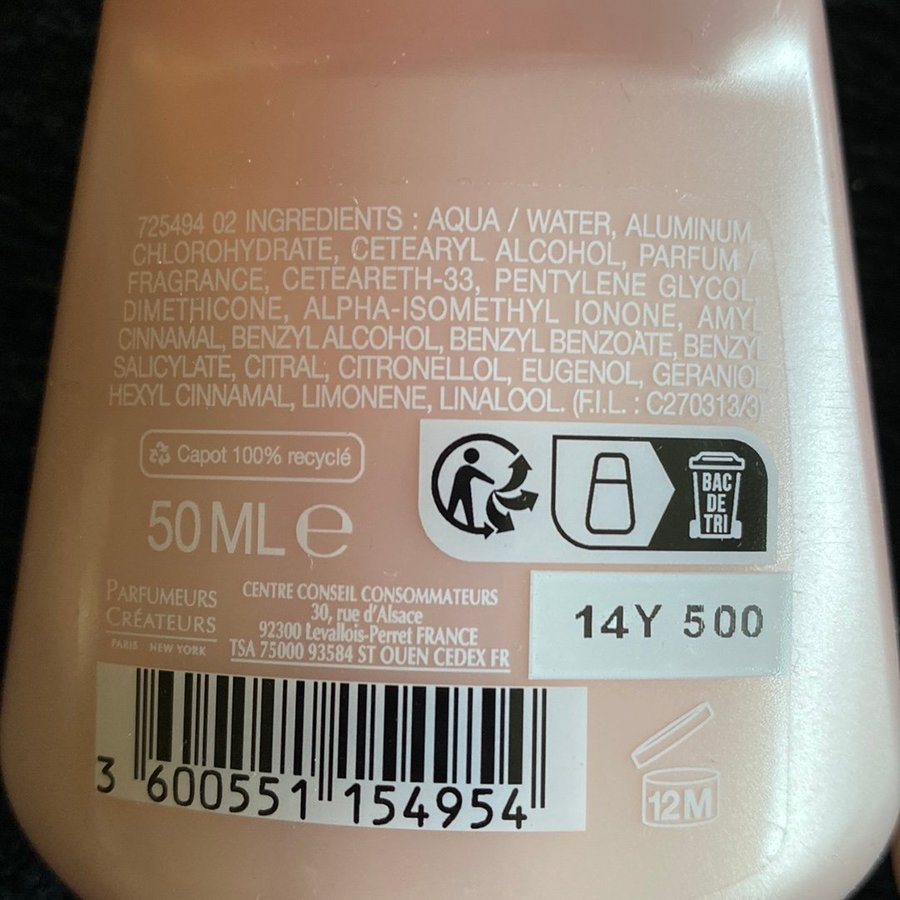 725494 02 INGREDIENTS : AQUA / WATER, ALUMINUM
CHLOROHYDRATE, CETEARYL ALCOHOL, PARFUM /
FRAGRANCE, CETEARETH-33, PENTYLENE GLYCOL,
DIMETHICONE, ALPHA-ISOMETHYL IONONE, AMYL
CINNAMAL, BENZYL ALCOHOL, BENZYL BENZOATE, BENZYL
SALICYLATE, CITRAL, CITRONELLOL, EUGENOL, GERANIOL,
HEXYL CINNAMAL, LIMONENE, LINALOOL. (F.I.L. : C270313/3)
Capot 100% recyclé
BAC
DE
TRI
50 ML e
PARFUMEURS
CRÉATEURS
PARIS NEW YORK
CENTRE CONSEIL CONSOMMATEURS
30, rue d'Alsace
92300 Levallois-Perret FRANCE
TSA 75000 93584 ST OUEN CEDEX FR
14Y 500
3 600551 154954
12M